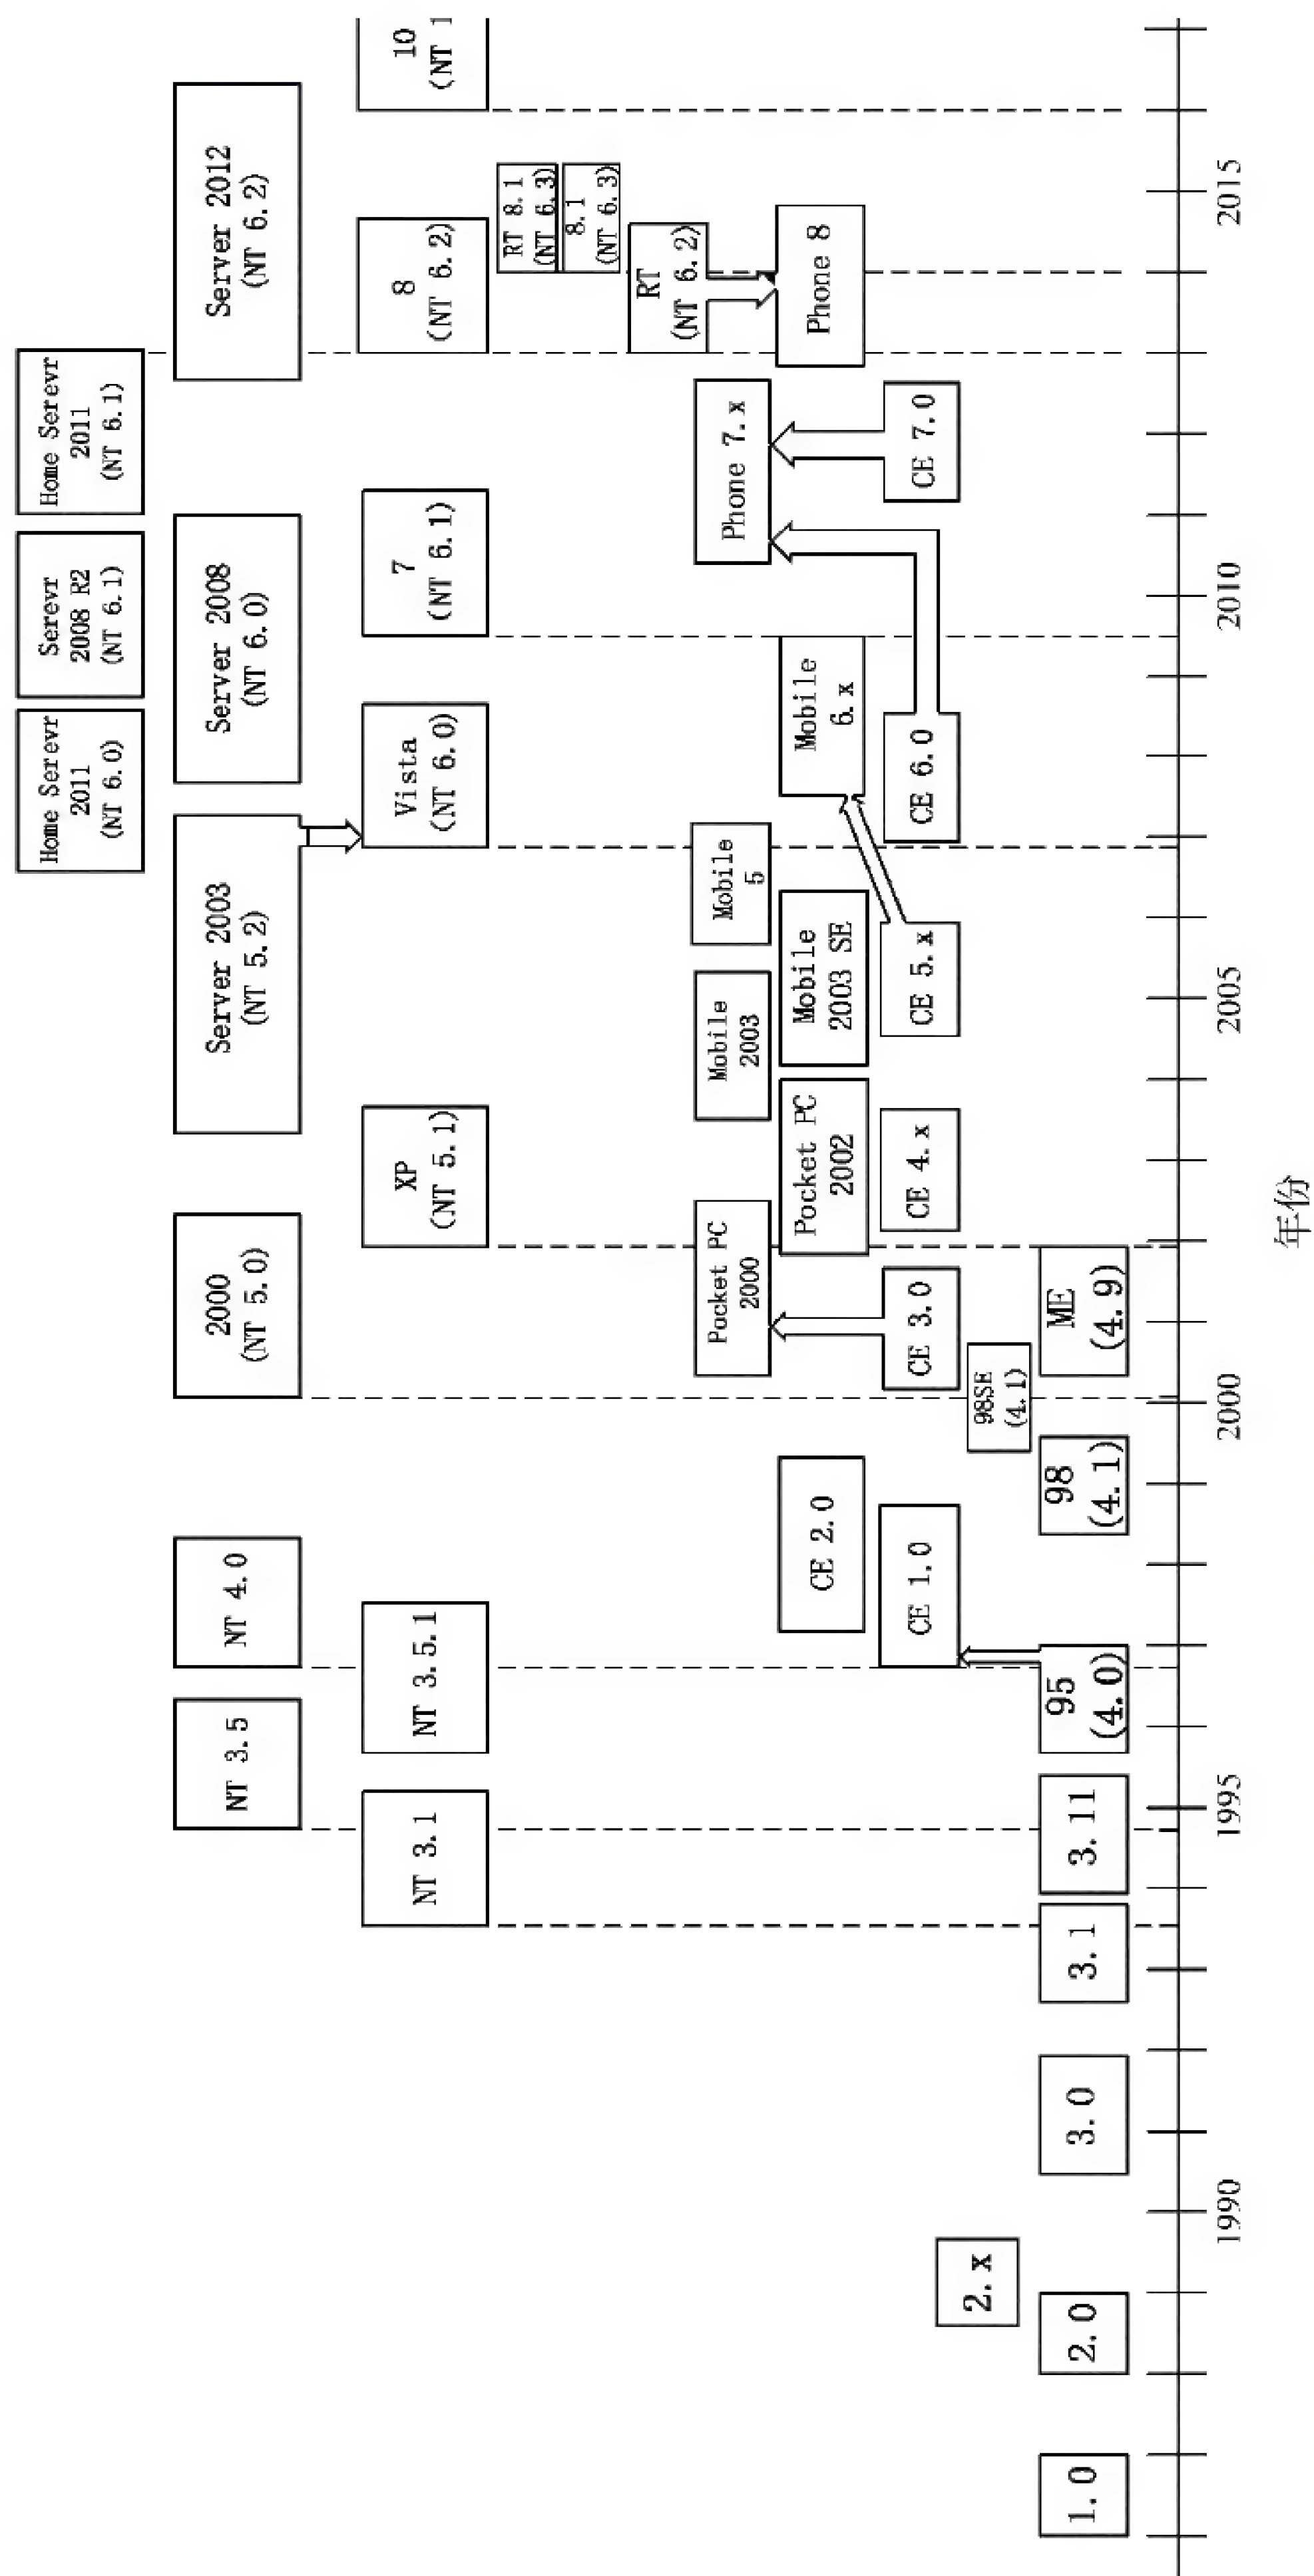 Home Serevr
2011
(NT 6.0)
Serevr
2008 R2
(NT 6.1)
Home Serevr
2011
(NT 6.1)
NT 3.5
NT 4.0
2000
(NT 5.0)
Server 2003
(NT 5.2)
Server 2008
(NT 6.0)
Server 2012
(NT 6.2)
NT 3.1
NT 3.5.1
XP
(NT 5.1)
Vista
(NT 6.0)
7
(NT 6.1)
8
(NT 6.2)
10
(NT 1
RT 8.1
(NT 6.3)
8.1
(NT 6.3)
RT
(NT 6.2)
Pocket PC
2000
Mobile
2003
Mobile
5
Phone 7.x
CE 2.0
Pocket PC
2002
Mobile
2003 SE
Mobile
6.x
Phone 8
CE 1.0
CE 3.0
CE 4.x
CE 5.x
CE 6.0
CE 7.0
2.x
98SE
(4.1)
1.0
2.0
3.0
3.1
3.11
95
(4.0)
98
(4.1)
ME
(4.9)
1990
1995
2000
2005
2010
2015
年份